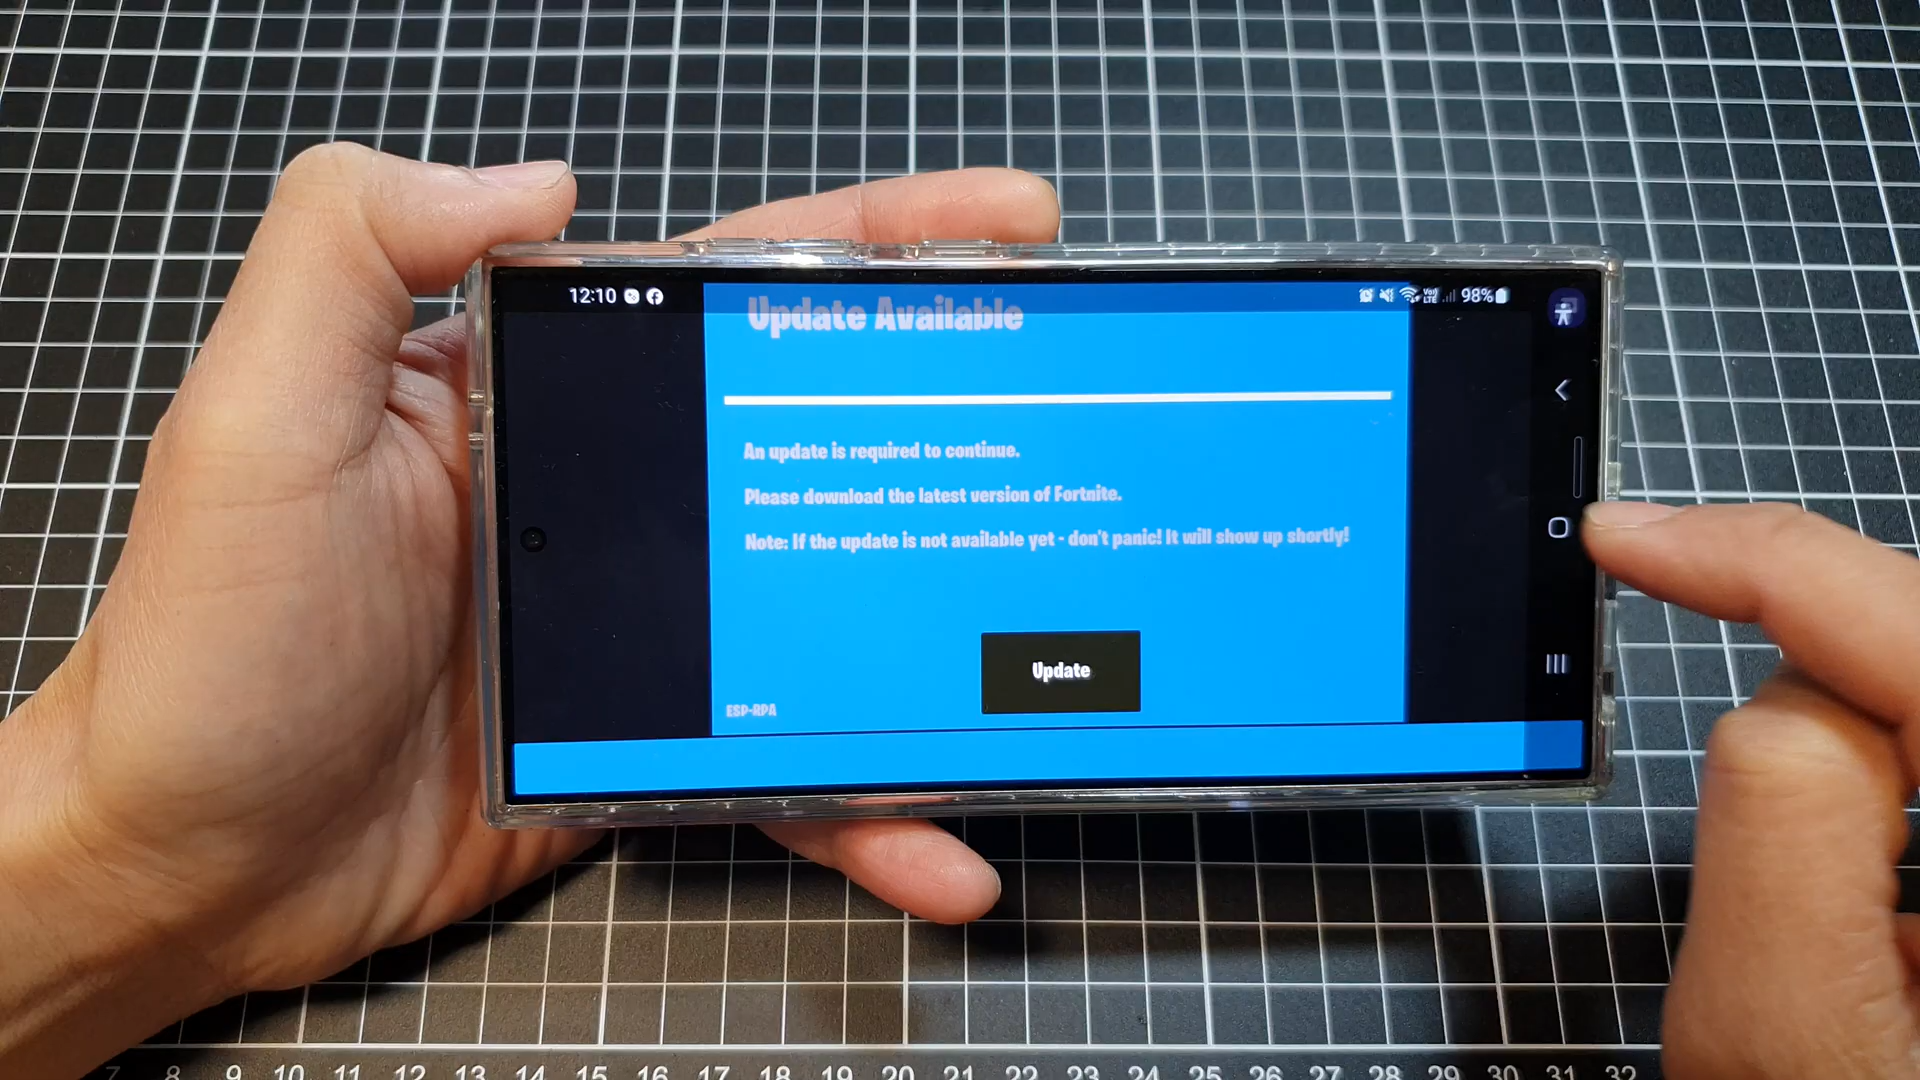 12:10
98%
Update Available
An update is required to continue.
Please download the latest version of Fortnite.
Note: If the update is not available yet - don't panic! It will show up shortly!
Update
ESP-RPA
7 8 9 10 11 12 13 14 15 16 17 18 19 20 21 22 23 24 25 26 27 28 29 30 31 32